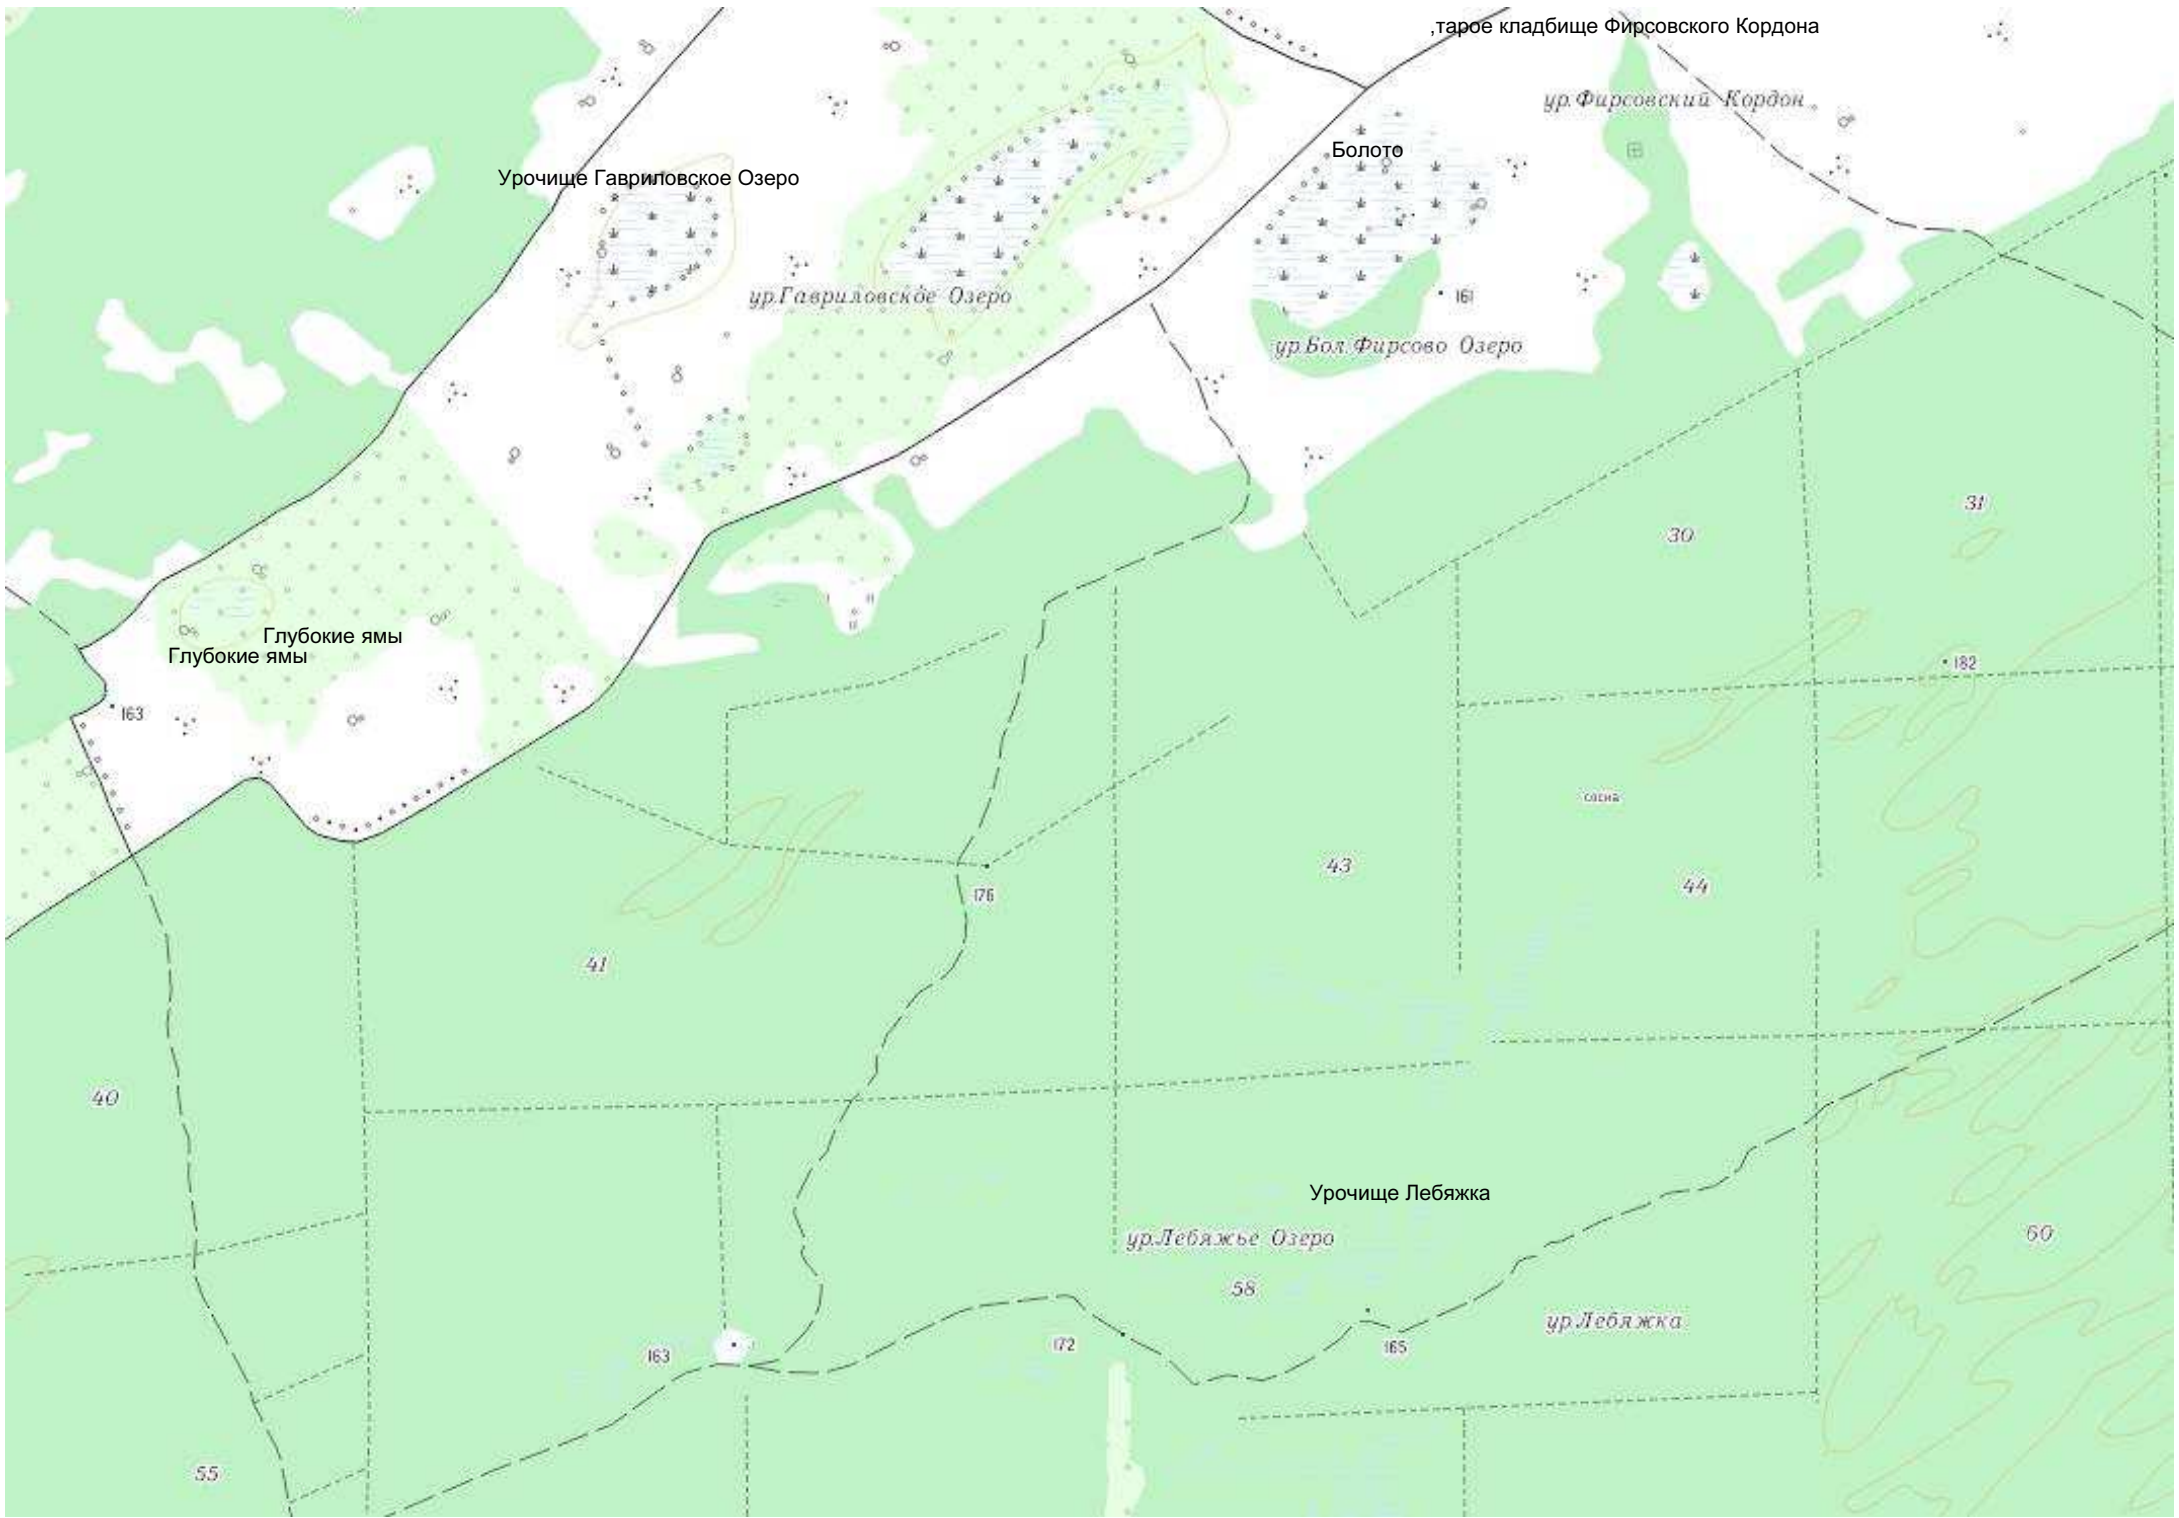 ,тарое кладбище Фирсовского Кордона
ур.Фирсовский Кордон
Болото
Урочище Гавриловское Озеро
ур.Гавриловское Озеро
161
ур.Бол.Фирсово Озеро
31
30
Глубокие ямы
Глубокие ямы
182
163
сосна
43
44
176
41
40
Урочище Лебяжка
ур.Лебяжье Озеро
60
58
ур.Лебяжка
172
165
163
55